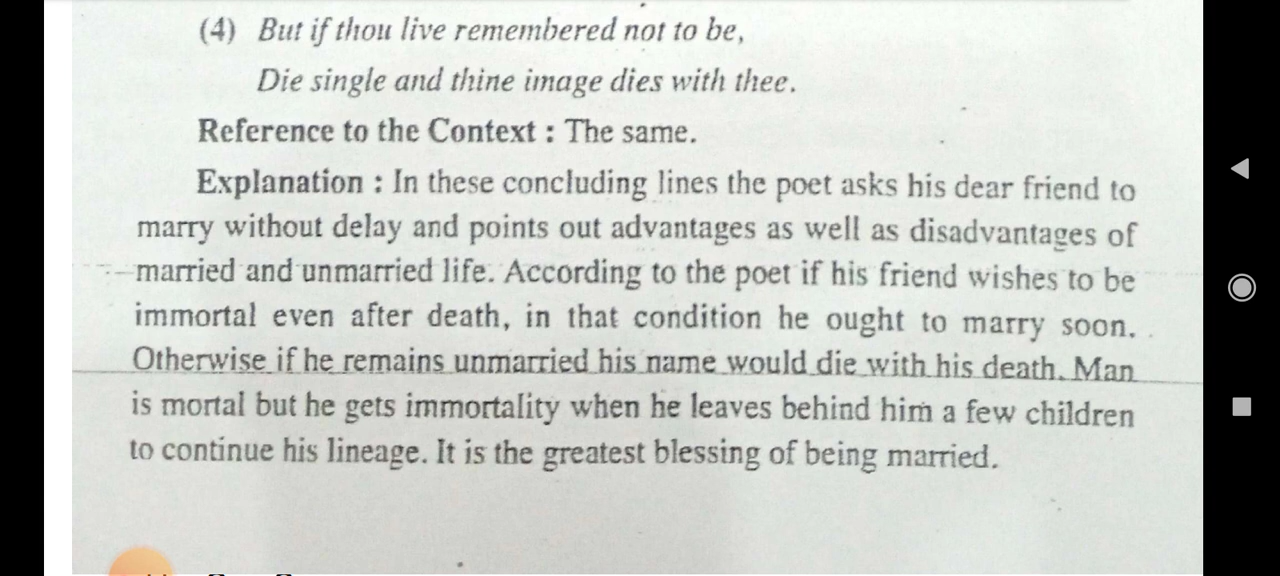 (4) But if thou live remembered not to be,
Die single and thine image dies with thee.
Reference to the Context : The same.
Explanation : In these concluding lines the poet asks his dear friend to
marry without delay and points out advantages as well as disadvantages of
married and unmarried life. According to the poet if his friend wishes to be
immortal even after death, in that condition he ought to marry soon.
Otherwise if he remains unmarried his name would die with his death. Man
is mortal but he gets immortality when he leaves behind him a few children
to continue his lineage. It is the greatest blessing of being married.